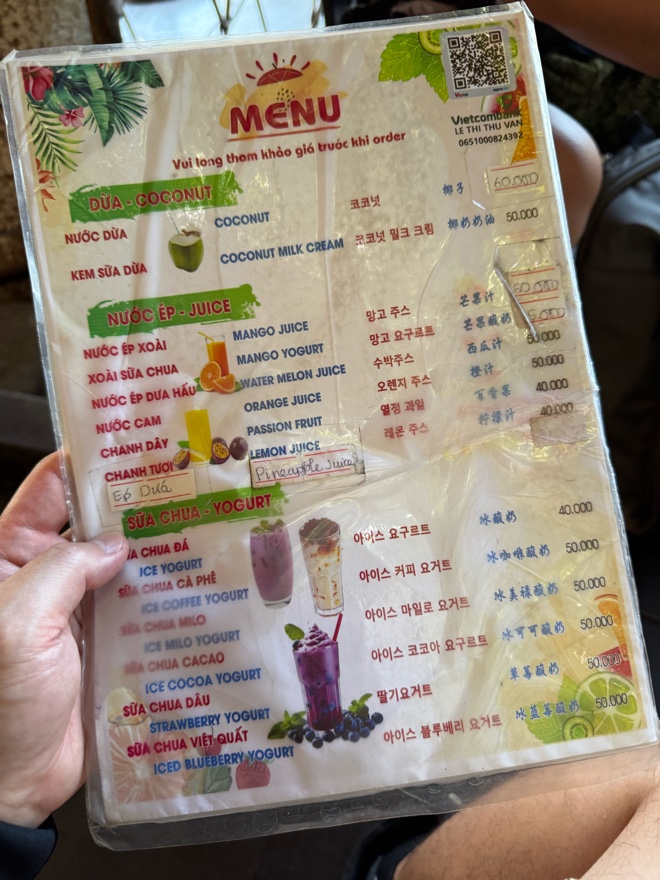 Vietcombank
LE THI THU VAN
0651000824392
MENU
Vui lòng tham khảo giá trước khi order
DỪA - COCONUT
NƯỚC DỪA COCONUT 코코넛 椰子 60.000
KEM SỮA DỪA COCONUT MILK CREAM 코코넛 밀크 크림 椰奶奶油 50.000
NƯỚC ÉP - JUICE
NƯỚC ÉP XOÀI MANGO JUICE 망고 주스 芒果汁 60.000
XOÀI SỮA CHUA MANGO YOGURT 망고 요구르트 芒果酸奶
NƯỚC ÉP DƯA HẤU WATER MELON JUICE 수박주스 西瓜汁 50.000
NƯỚC CAM ORANGE JUICE 오렌지 주스 橙汁 50.000
CHANH DÂY PASSION FRUIT 열정 과일 百香果 40.000
CHANH TƯƠI LEMON JUICE 레몬 주스 柠檬汁 40.000
Ép Dứa Pineapple Juice
SỮA CHUA - YOGURT
SỮA CHUA ĐÁ 아이스 요구르트 冰酸奶 40.000
ICE YOGURT
SỮA CHUA CÀ PHÊ 아이스 커피 요거트 冰咖啡酸奶 50.000
ICE COFFEE YOGURT
SỮA CHUA MILO 아이스 마일로 요거트 冰美禄酸奶 50.000
ICE MILO YOGURT
SỮA CHUA CACAO 아이스 코코아 요구르트 冰可可酸奶 50.000
ICE COCOA YOGURT
SỮA CHUA DÂU 딸기요거트 草莓酸奶 50.000
STRAWBERRY YOGURT
SỮA CHUA VIỆT QUẤT 아이스 블루베리 요거트 冰蓝莓酸奶 50.000
ICED BLUEBERRY YOGURT